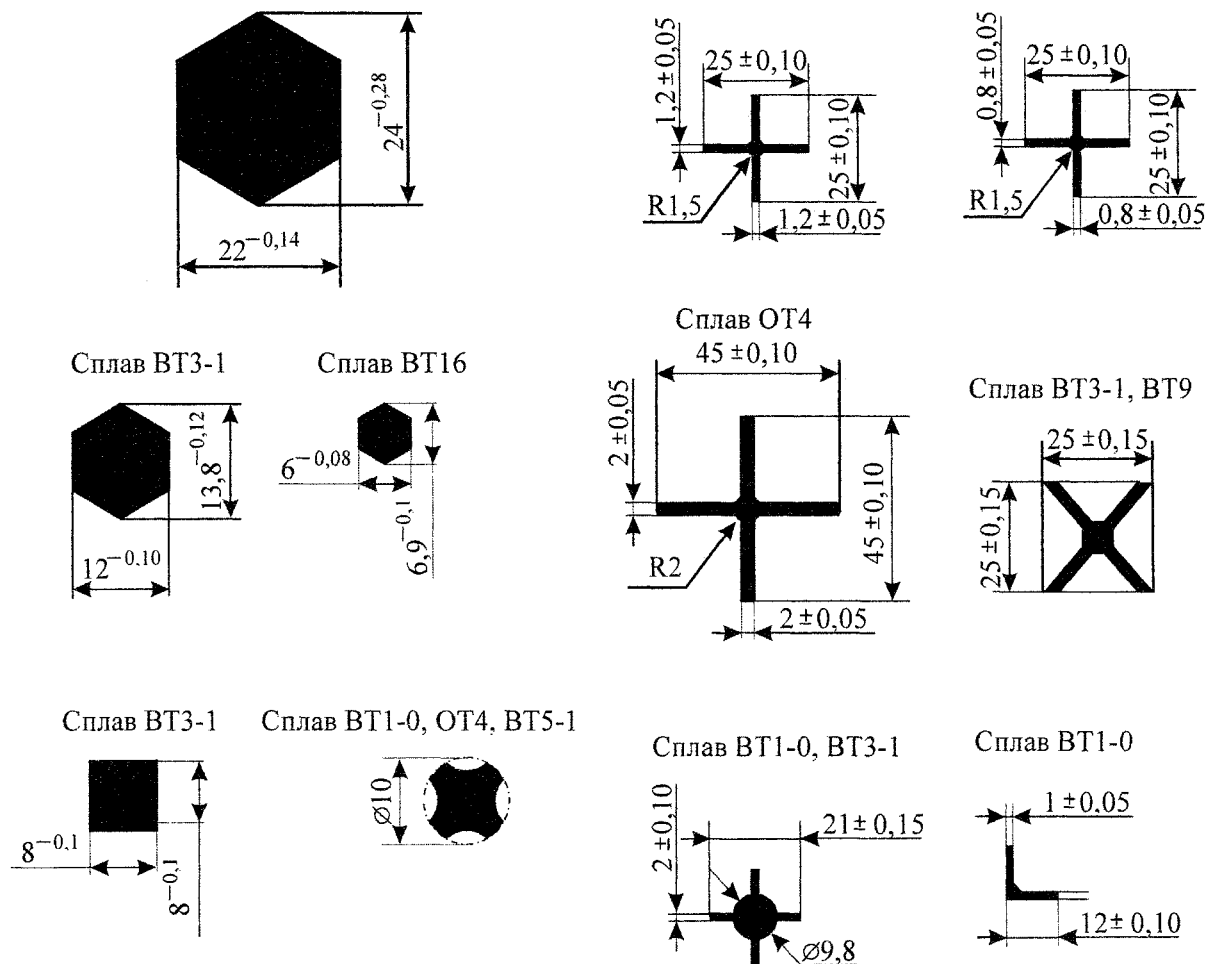 24⁻⁰,²⁸
22⁻⁰,¹⁴
1,2±0,05
25±0,10
25±0,10
R1,5
1,2±0,05
0,8±0,05
25±0,10
25±0,10
R1,5
0,8±0,05
Сплав ВТ3-1
13,8⁻⁰,¹²
12⁻⁰.¹⁰
Сплав ВТ16
6⁻⁰,⁰⁸
6,9⁻⁰,¹
Сплав ОТ4
45±0,10
2±0,05
45±0,10
R2
2±0,05
Сплав ВТ3-1, ВТ9
25±0,15
25±0,15
Сплав ВТ3-1
8⁻⁰.¹
8⁻⁰,¹
Сплав ВТ1-0, ОТ4, ВТ5-1
⌀10
Сплав ВТ1-0, ВТ3-1
2±0,10
21±0,15
⌀9,8
Сплав ВТ1-0
1±0.05
12±0,10